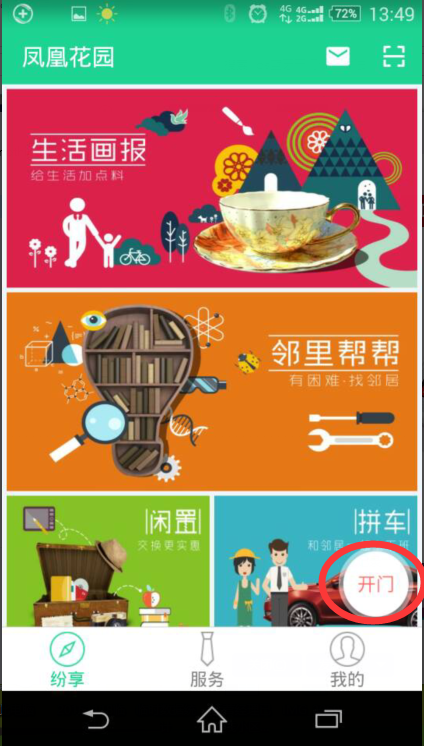 4G 4G 2G 72% 13:49
凤凰花园
生活画报
给生活加点料
邻里帮帮
有困难·找邻居
闲置
交换更实惠
拼车
和邻居
班
开门
纷享
服务
我的